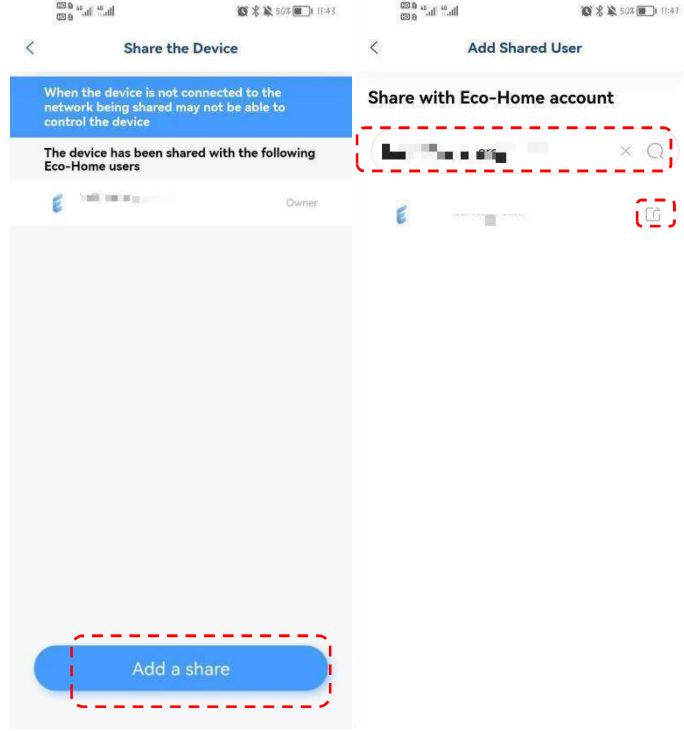 50% 11:43
Share the Device
When the device is not connected to the
network being shared may not be able to
control the device
The device has been shared with the following
Eco-Home users
Owner
Add a share
50% 11:47
Add Shared User
Share with Eco-Home account